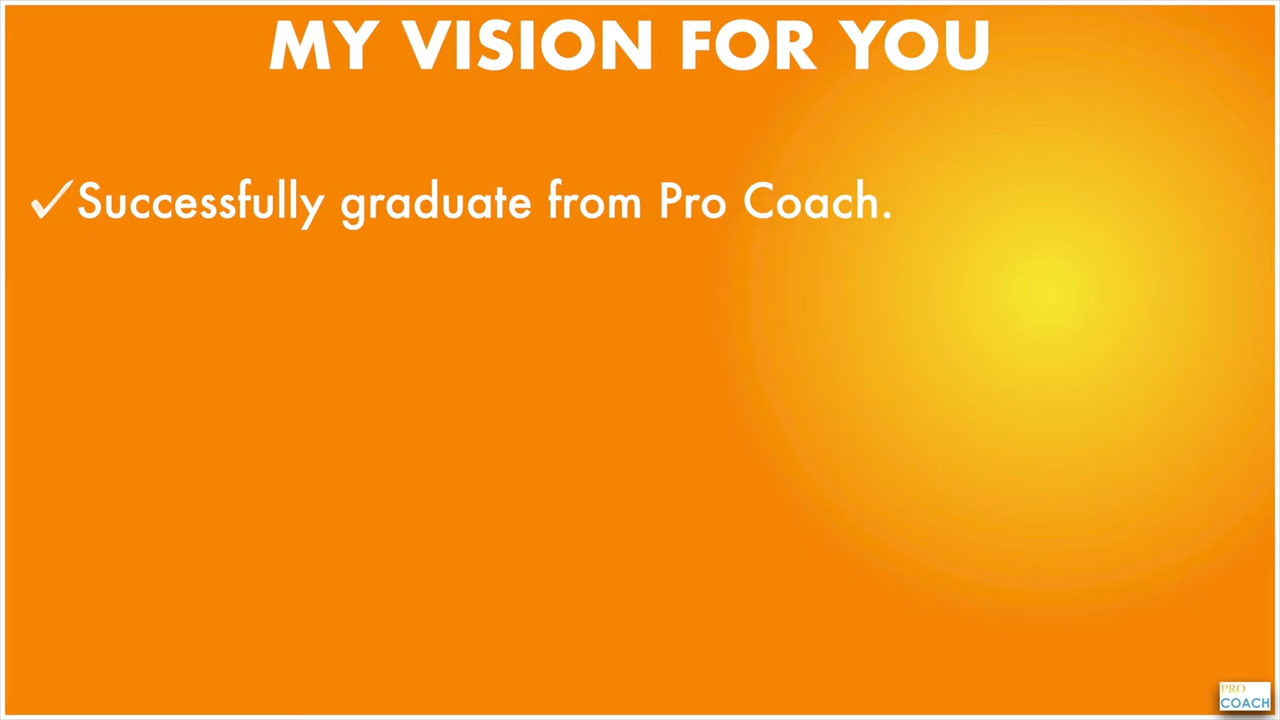 MY VISION FOR YOU
✓Successfully graduate from Pro Coach.
PRO
COACH